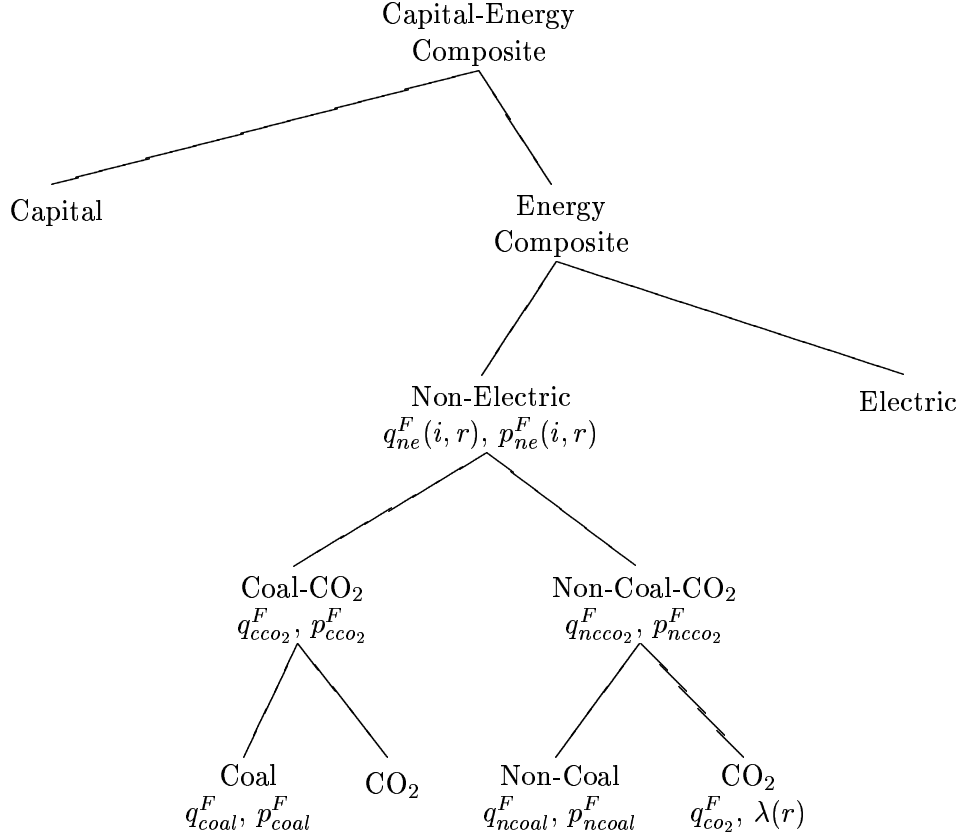 Capital-Energy
Composite
Capital
Energy
Composite
Non-Electric
q^F_{ne}(i, r), p^F_{ne}(i, r)
Electric
Coal-CO₂
q^F_{cco₂}, p^F_{cco₂}
Non-Coal-CO₂
q^F_{ncco₂}, p^F_{ncco₂}
Coal
q^F_{coal}, p^F_{coal}
CO₂
Non-Coal
q^F_{ncoal}, p^F_{ncoal}
CO₂
q^F_{co₂}, λ(r)